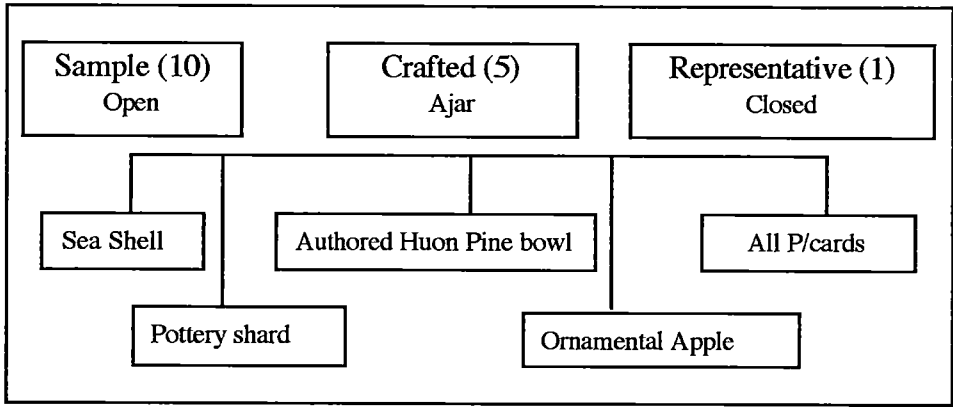 Sample (10)
Open
Crafted (5)
Ajar
Representative (1)
Closed
Sea Shell
Authored Huon Pine bowl
All P/cards
Pottery shard
Ornamental Apple